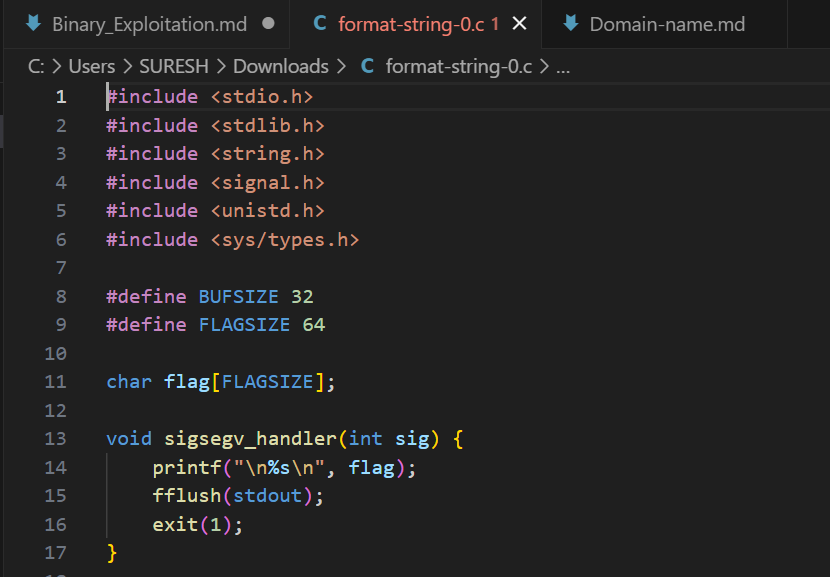 Binary_Exploitation.md ● C format-string-0.c 1 × Domain-name.md
C: > Users > SURESH > Downloads > C format-string-0.c > ...
1 #include <stdio.h>
2 #include <stdlib.h>
3 #include <string.h>
4 #include <signal.h>
5 #include <unistd.h>
6 #include <sys/types.h>
7
8 #define BUFSIZE 32
9 #define FLAGSIZE 64
10
11 char flag[FLAGSIZE];
12
13 void sigsegv_handler(int sig) {
14     printf("\n%s\n", flag);
15     fflush(stdout);
16     exit(1);
17 }